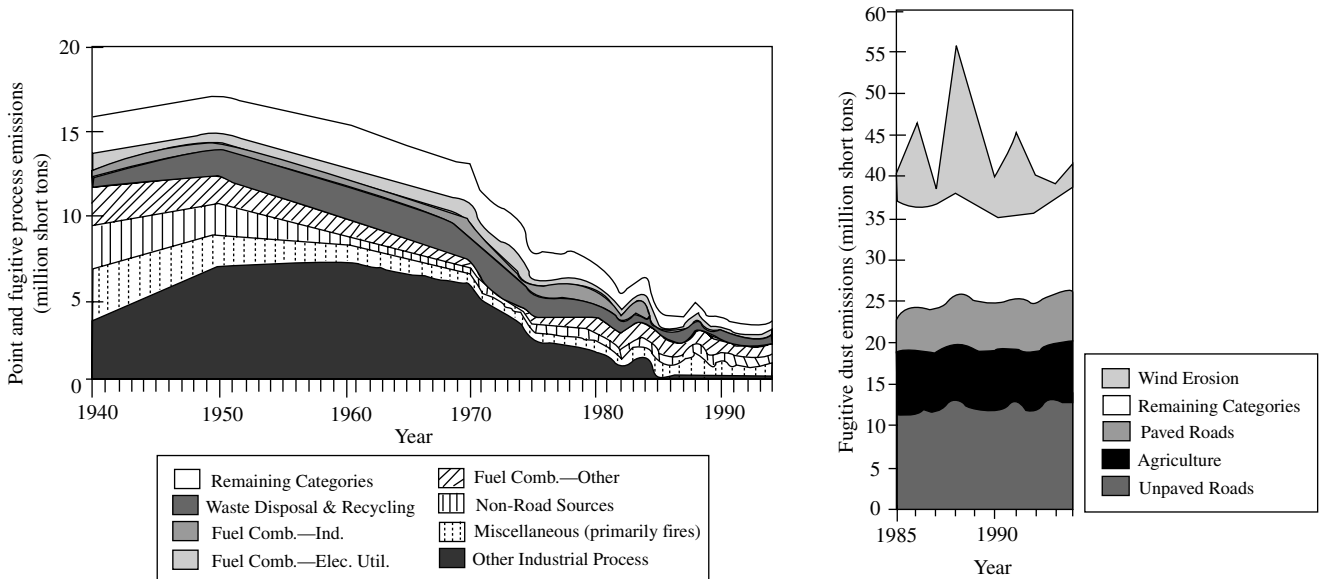 Point and fugitive process emissions
(million short tons)
20
15
10
5
0
1940
1950
1960
1970
1980
1990
Year
Remaining Categories
Waste Disposal & Recycling
Fuel Comb.—Ind.
Fuel Comb.—Elec. Util.
Fuel Comb.—Other
Non-Road Sources
Miscellaneous (primarily fires)
Other Industrial Process
Fugitive dust emissions (million short tons)
60
55
50
45
40
35
30
25
20
15
10
5
0
1985
1990
Year
Wind Erosion
Remaining Categories
Paved Roads
Agriculture
Unpaved Roads